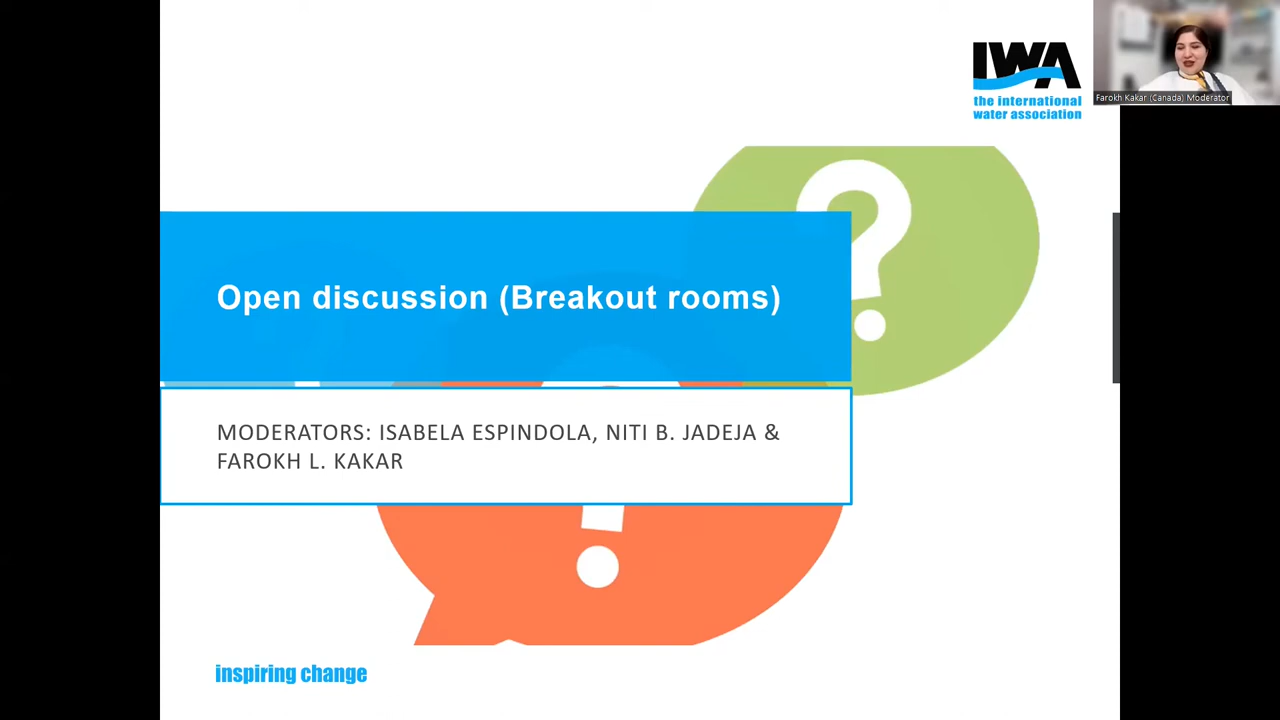 IWA
the international
water association
Farokh Kakar (Canada) Moderator
Open discussion (Breakout rooms)
MODERATORS: ISABELA ESPINDOLA, NITI B. JADEJA &
FAROKH L. KAKAR
inspiring change